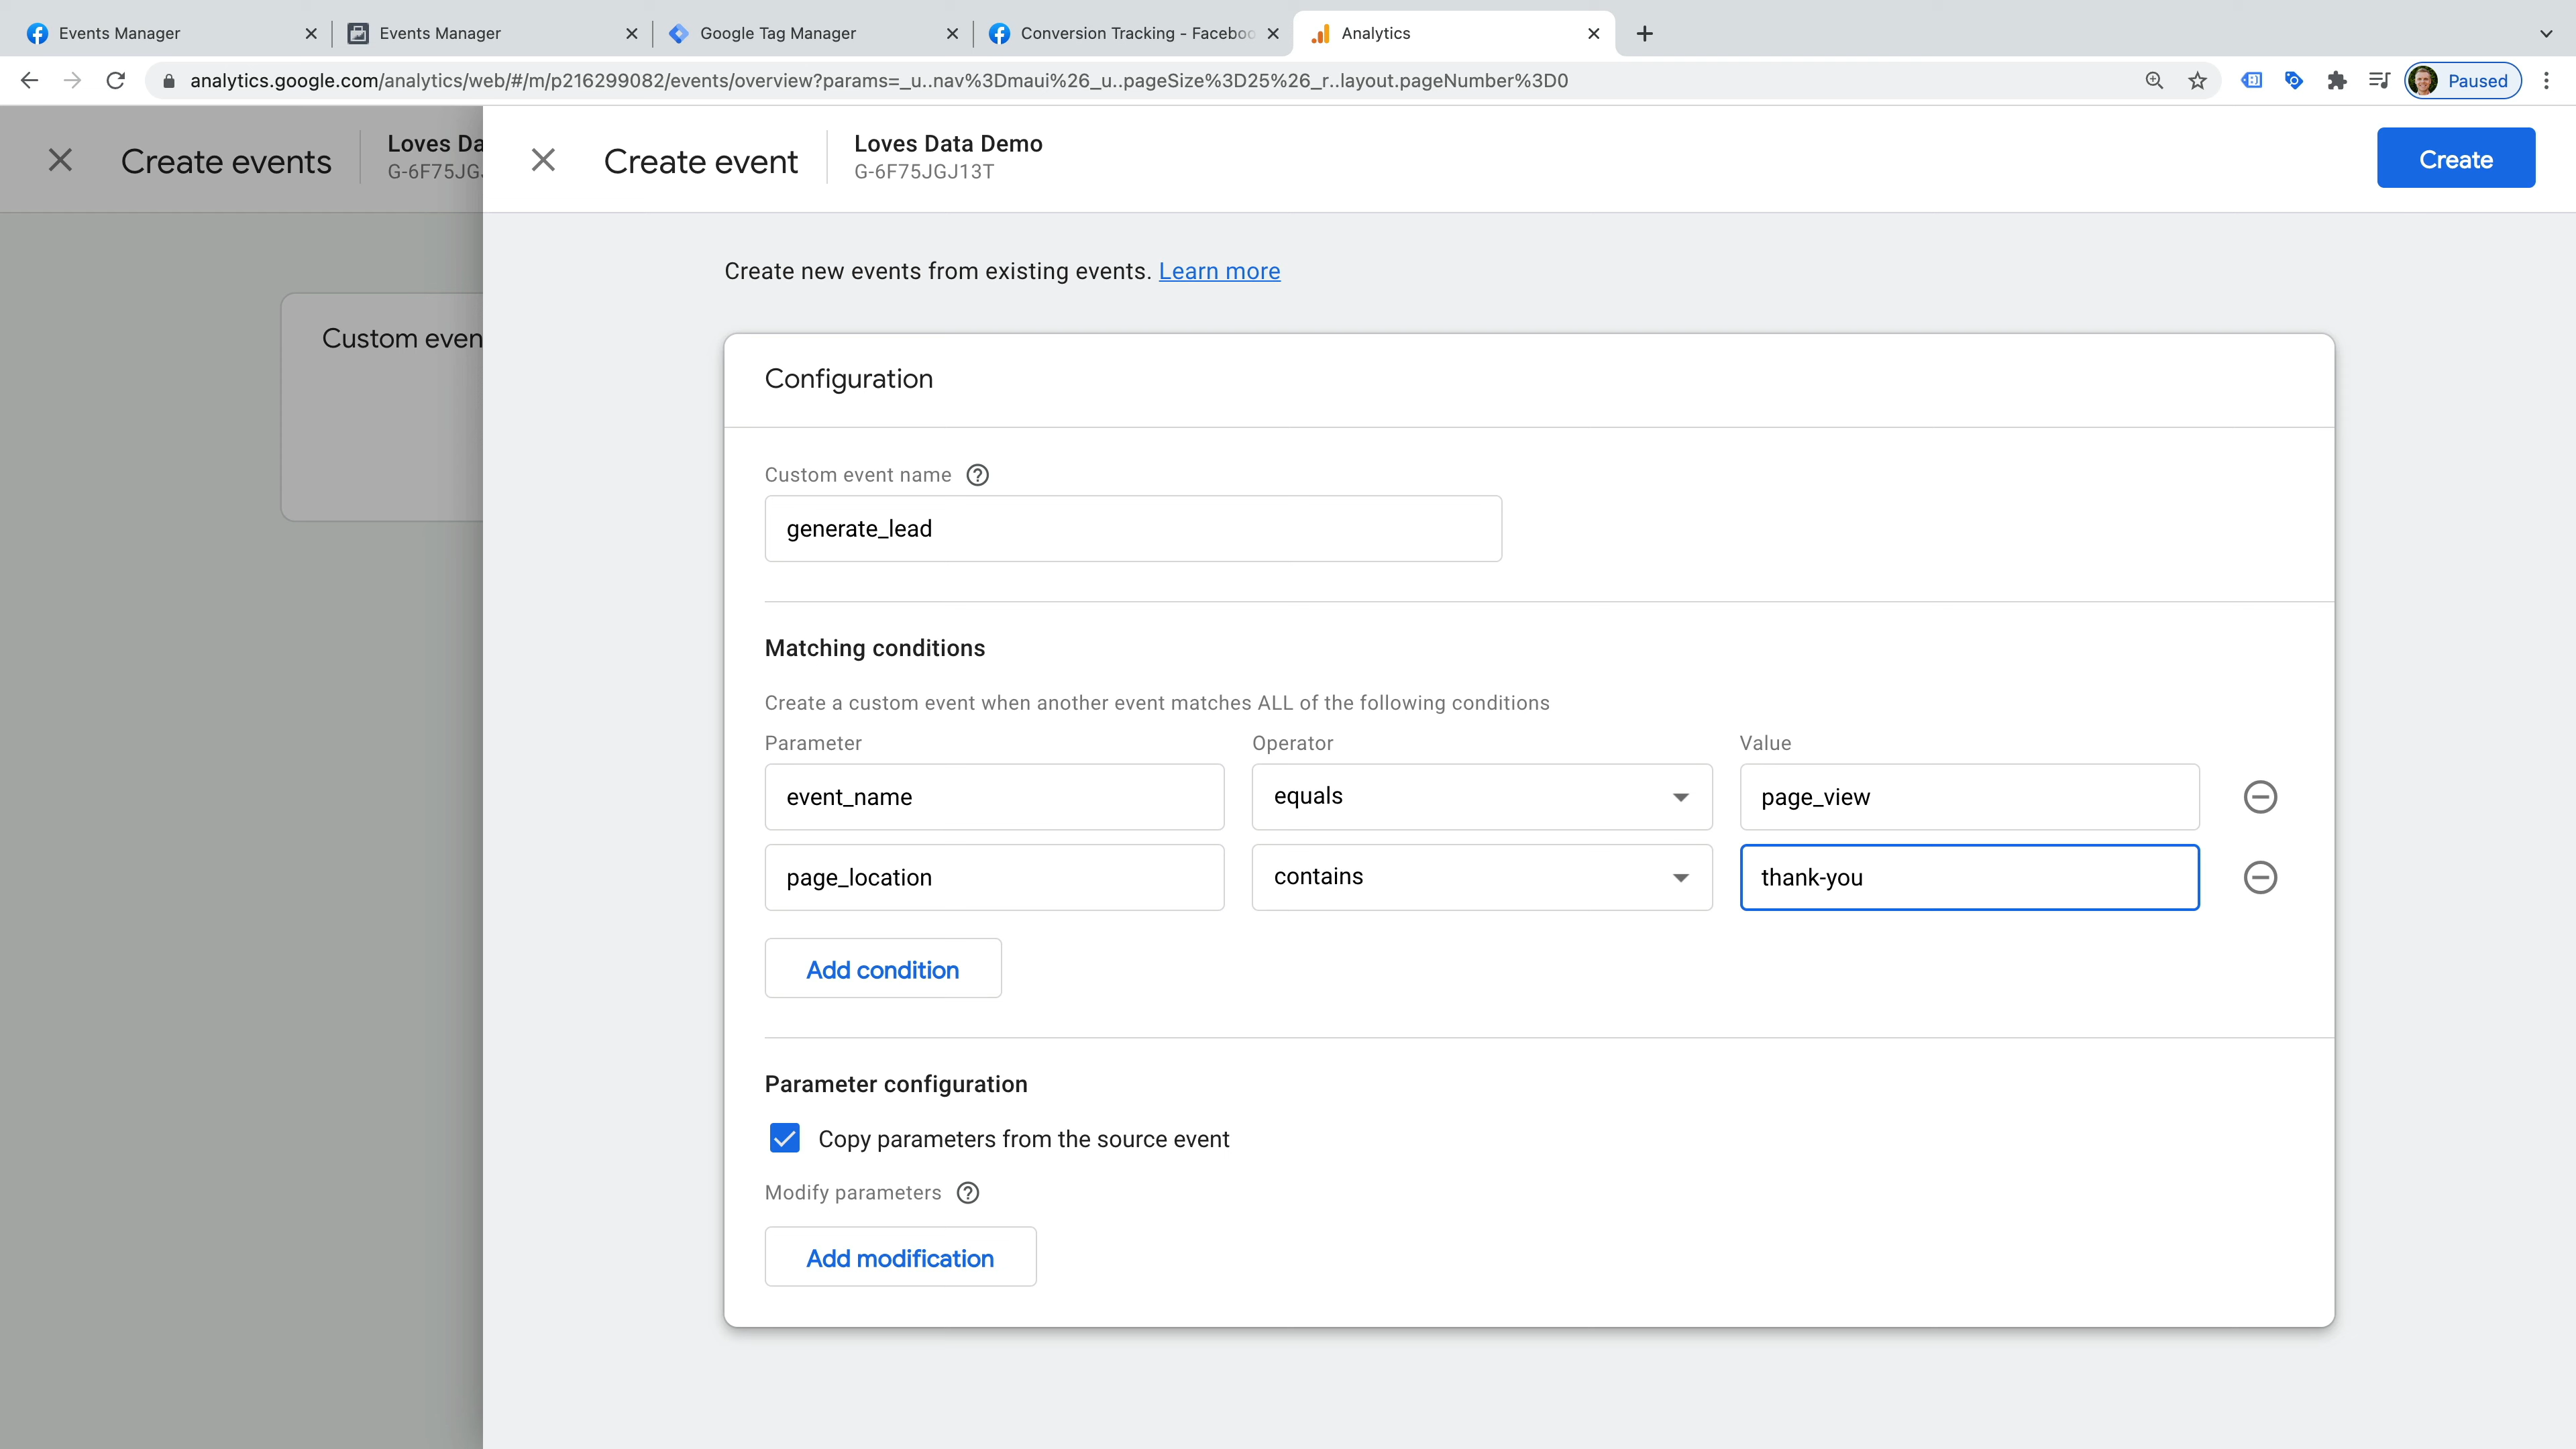 Events Manager
Events Manager
Google Tag Manager
Conversion Tracking - Faceboo
Analytics
analytics.google.com/analytics/web/#/m/p216299082/events/overview?params=_u..nav%3Dmaui%26_u..pageSize%3D25%26_r..layout.pageNumber%3D0
Paused
Create events
Loves Da
G-6F75JG
Create event
Loves Data Demo
G-6F75JGJ13T
Create
Custom even
Create new events from existing events. Learn more
Configuration
Custom event name
generate_lead
Matching conditions
Create a custom event when another event matches ALL of the following conditions
Parameter Operator Value
event_name equals page_view
page_location contains thank-you
Add condition
Parameter configuration
Copy parameters from the source event
Modify parameters
Add modification